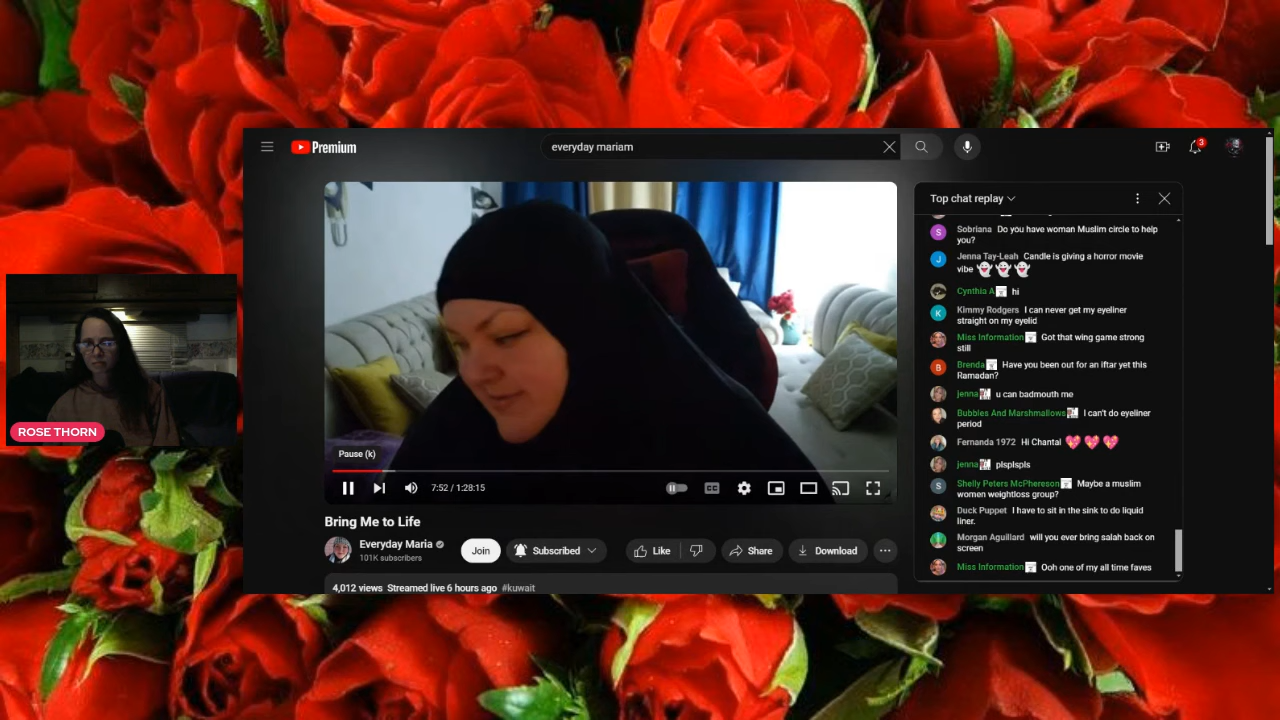 Premium
everyday mariam
3
Top chat replay
Sobriana Do you have woman Muslim circle to help
you?
Jenna Tay-Leah Candle is giving a horror movie
vibe
Cynthia A hi
Kimmy Rodgers I can never get my eyeliner
straight on my eyelid
Miss Information Got that wing game strong
still
Brenda Have you been out for an iftar yet this
Ramadan?
jenna u can badmouth me
Bubbles And Marshmallows I can't do eyeliner
period
Fernanda 1972 Hi Chantal
jenna plsplspls
Shelly Peters McPhereson Maybe a muslim
women weightloss group?
Duck Puppet I have to sit in the sink to do liquid
liner.
Morgan Aguillard will you ever bring salah back on
screen
Miss Information Ooh one of my all time faves
ROSE THORN
Pause (k)
7:52 / 1:28:15
CC
Bring Me to Life
Everyday Maria
101K subscribers
Join
Subscribed
Like
Share
Download
4,012 views Streamed live 6 hours ago #kuwait